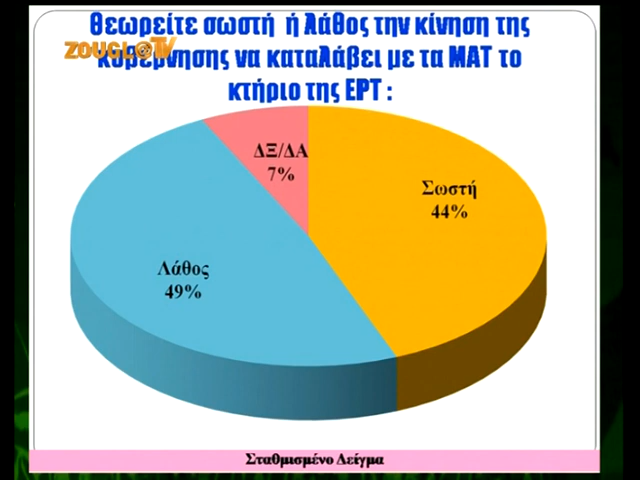 Θεωρείτε σωστή ή λάθος την κίνηση της
ZOUGLA TV
κυβέρνησης να καταλάβει με τα ΜΑΤ το
κτήριο της ΕΡΤ :
ΔΞ/ΔΑ
7%
Σωστή
44%
Λάθος
49%
Σταθμισμένο Δείγμα